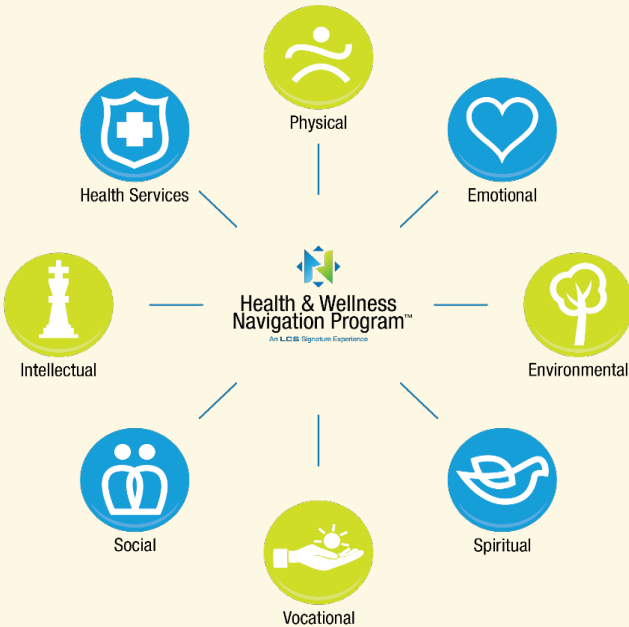 Physical
Health Services
Emotional
Health & Wellness
Navigation Program™
An LCS Signature Experience
Intellectual
Environmental
Social
Spiritual
Vocational